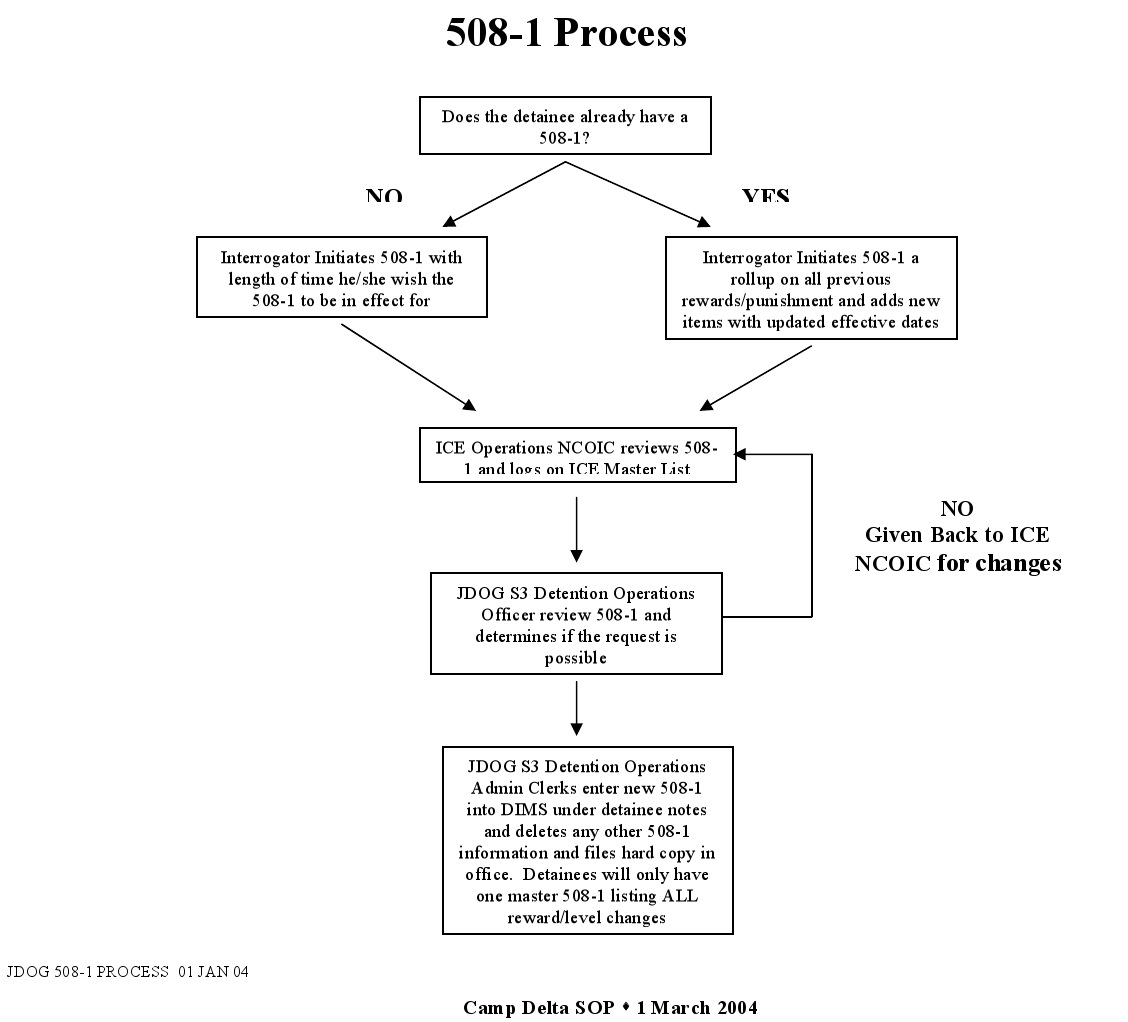 508-1 Process
Does the detainee already have a
508-1?
NO
YES
Interrogator Initiates 508-1 with
length of time he/she wish the
508-1 to be in effect for
Interrogator Initiates 508-1 a
rollup on all previous
rewards/punishment and adds new
items with updated effective dates
ICE Operations NCOIC reviews 508-
1 and logs on ICE Master List
NO
Given Back to ICE
NCOIC for changes
JDOG S3 Detention Operations
Officer review 508-1 and
determines if the request is
possible
JDOG S3 Detention Operations
Admin Clerks enter new 508-1
into DIMS under detainee notes
and deletes any other 508-1
information and files hard copy in
office. Detainees will only have
one master 508-1 listing ALL
reward/level changes
JDOG 508-1 PROCESS 01 JAN 04
Camp Delta SOP ♦ 1 March 2004